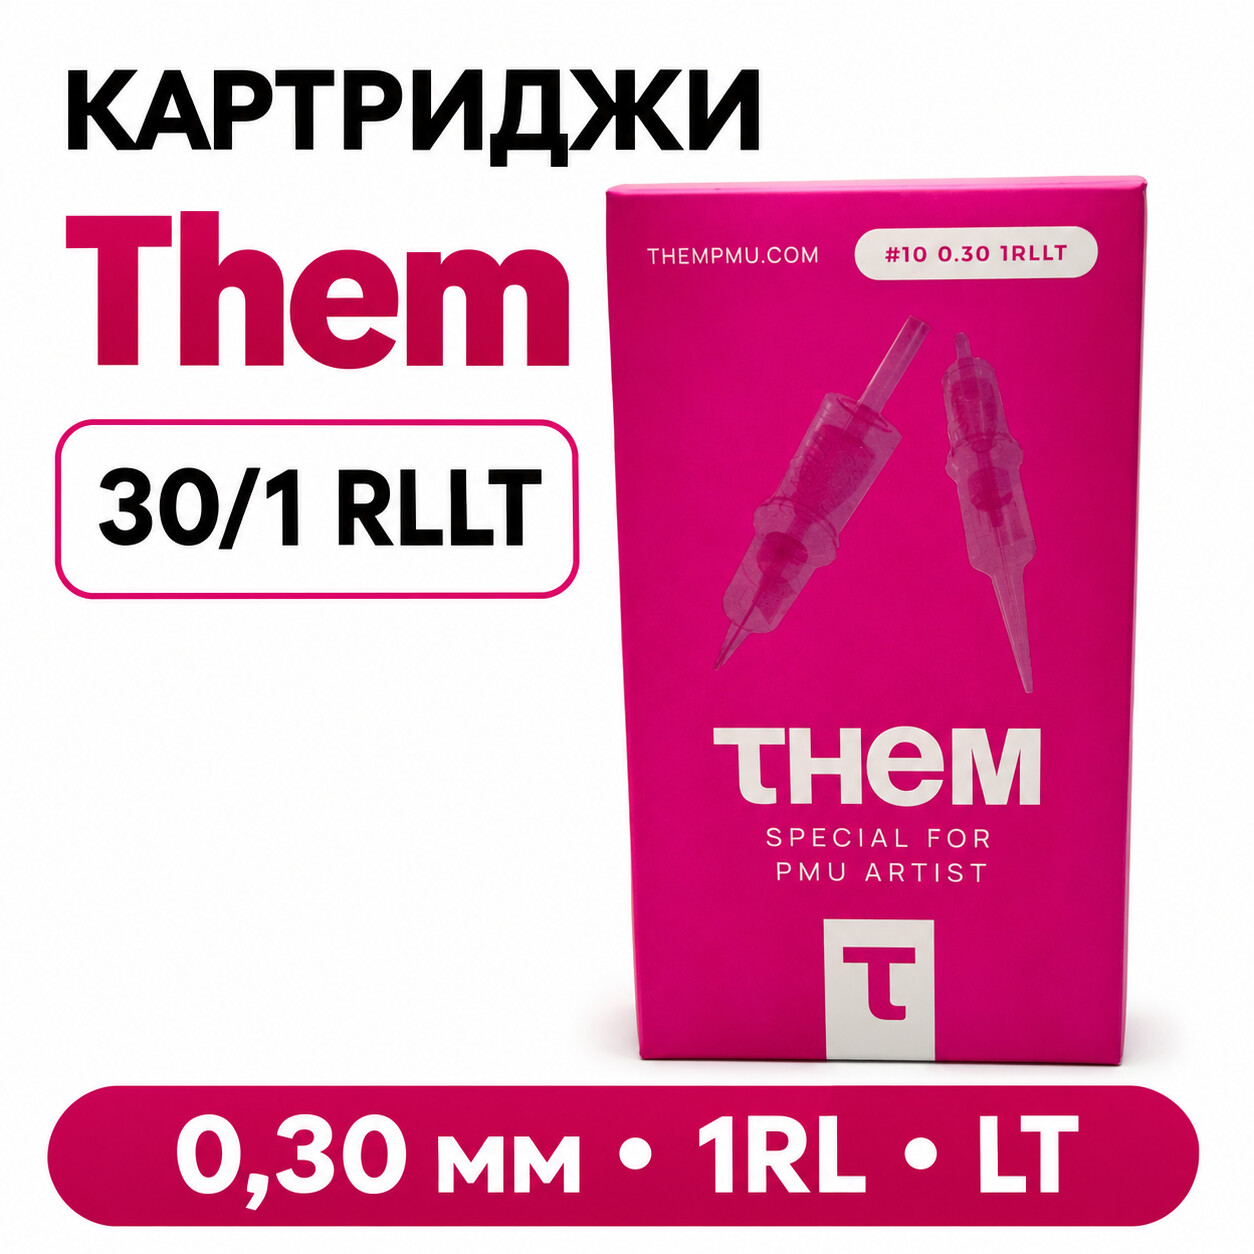 КАРТРИДЖИ
Them
30/1 RLLT
THEMPMU.COM
#10 0.30 1RLLT
THEM
SPECIAL FOR
PMU ARTIST
T
0,30 мм • 1RL • LT